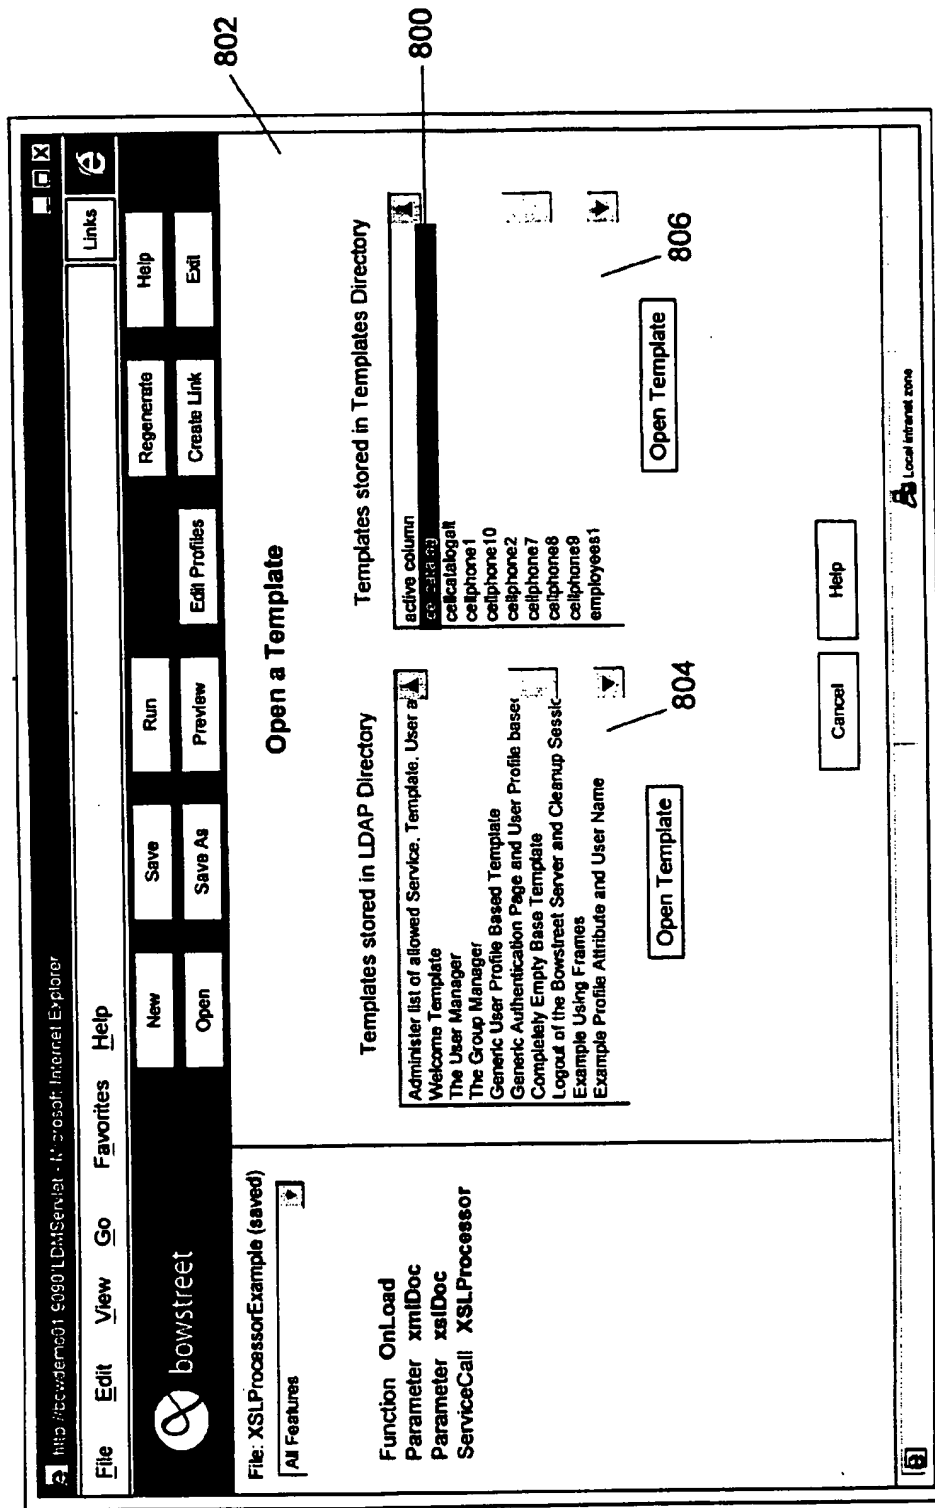 http://bowdemo01:9090/LDMServlet - Microsoft Internet Explorer
File Edit View Go Favorites Help
Links
bowstreet
New Save Run Regenerate Help
Open Save As Preview Edit Profiles Create Link Exit
File: XSLProcessorExample (saved)
All Features
Function OnLoad
Parameter xmlDoc
Parameter xslDoc
ServiceCall XSLProcessor
Open a Template
Templates stored in LDAP Directory
Administer list of allowed Service, Template, User a
Welcome Template
The User Manager
The Group Manager
Generic User Profile Based Template
Generic Authentication Page and User Profile based
Completely Empty Base Template
Logout of the Bowstreet Server and Cleanup Sessic
Example Using Frames
Example Profile Attribute and User Name
804
Open Template
Templates stored in Templates Directory
active column
cellcatalogalt
cellphone1
cellphone10
cellphone2
cellphone7
cellphone8
cellphone9
employees1
806
Open Template
Cancel Help
Local intranet zone
802
800